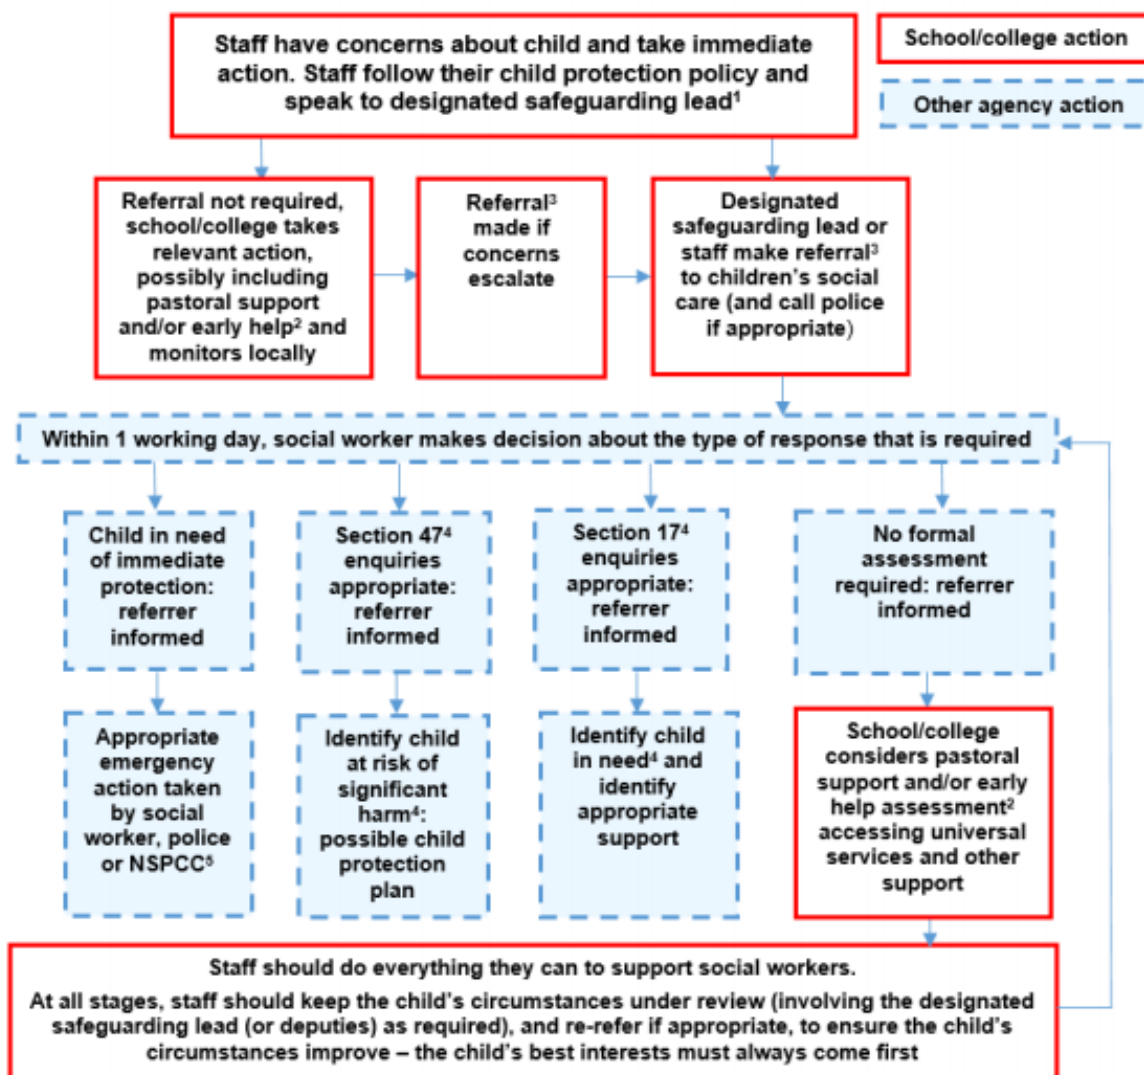 Staff have concerns about child and take immediate
action. Staff follow their child protection policy and
speak to designated safeguarding lead¹
School/college action
Other agency action
Referral not required,
school/college takes
relevant action,
possibly including
pastoral support
and/or early help² and
monitors locally
Referral³
made if
concerns
escalate
Designated
safeguarding lead or
staff make referral³
to children's social
care (and call police
if appropriate)
Within 1 working day, social worker makes decision about the type of response that is required
Child in need
of immediate
protection:
referrer
informed
Section 47⁴
enquiries
appropriate:
referrer
informed
Section 17⁴
enquiries
appropriate:
referrer
informed
No formal
assessment
required: referrer
informed
Appropriate
emergency
action taken
by social
worker, police
or NSPCC⁵
Identify child
at risk of
significant
harm⁴:
possible child
protection
plan
Identify child
in need⁴ and
identify
appropriate
support
School/college
considers pastoral
support and/or early
help assessment²
accessing universal
services and other
support
Staff should do everything they can to support social workers.
At all stages, staff should keep the child's circumstances under review (involving the designated
safeguarding lead (or deputies) as required), and re-refer if appropriate, to ensure the child's
circumstances improve – the child's best interests must always come first